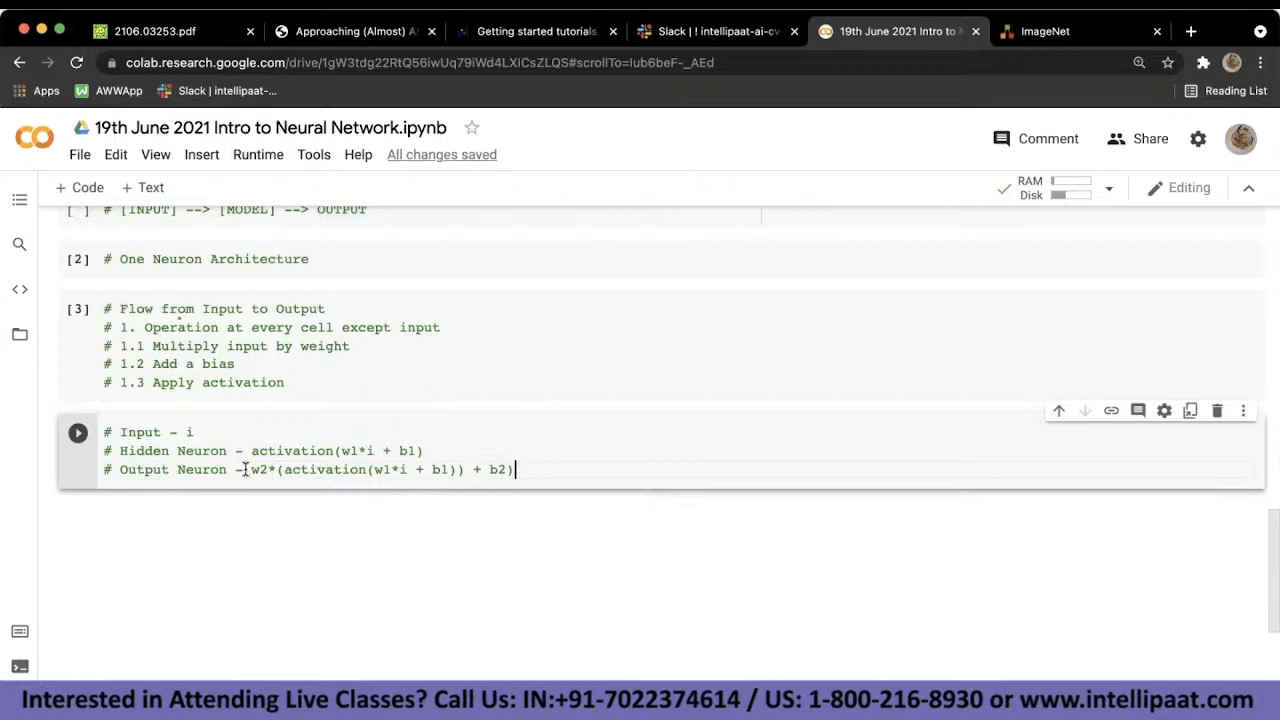 2106.03253.pdf
Approaching (Almost) A
Getting started tutorials
Slack | ! intellipaat-ai-cv
19th June 2021 Intro to N
ImageNet
colab.research.google.com/drive/1gW3tdg22RtQ56iwUq79iWd4LXICsZLQS#scrollTo=Iub6beF-_AEd
Apps
AWWApp
Slack | intellipaat-...
Reading List
19th June 2021 Intro to Neural Network.ipynb
Comment
Share
File Edit View Insert Runtime Tools Help All changes saved
+ Code + Text
RAM
Disk
Editing
[ ] # [INPUT] --> [MODEL] --> OUTPUT
[2] # One Neuron Architecture
[3] # Flow from Input to Output
# 1. Operation at every cell except input
# 1.1 Multiply input by weight
# 1.2 Add a bias
# 1.3 Apply activation
# Input - i
# Hidden Neuron - activation(w1*i + b1)
# Output Neuron - (w2*(activation(w1*i + b1)) + b2)
Interested in Attending Live Classes? Call Us: IN:+91-7022374614 / US: 1-800-216-8930 or www.intellipaat.com